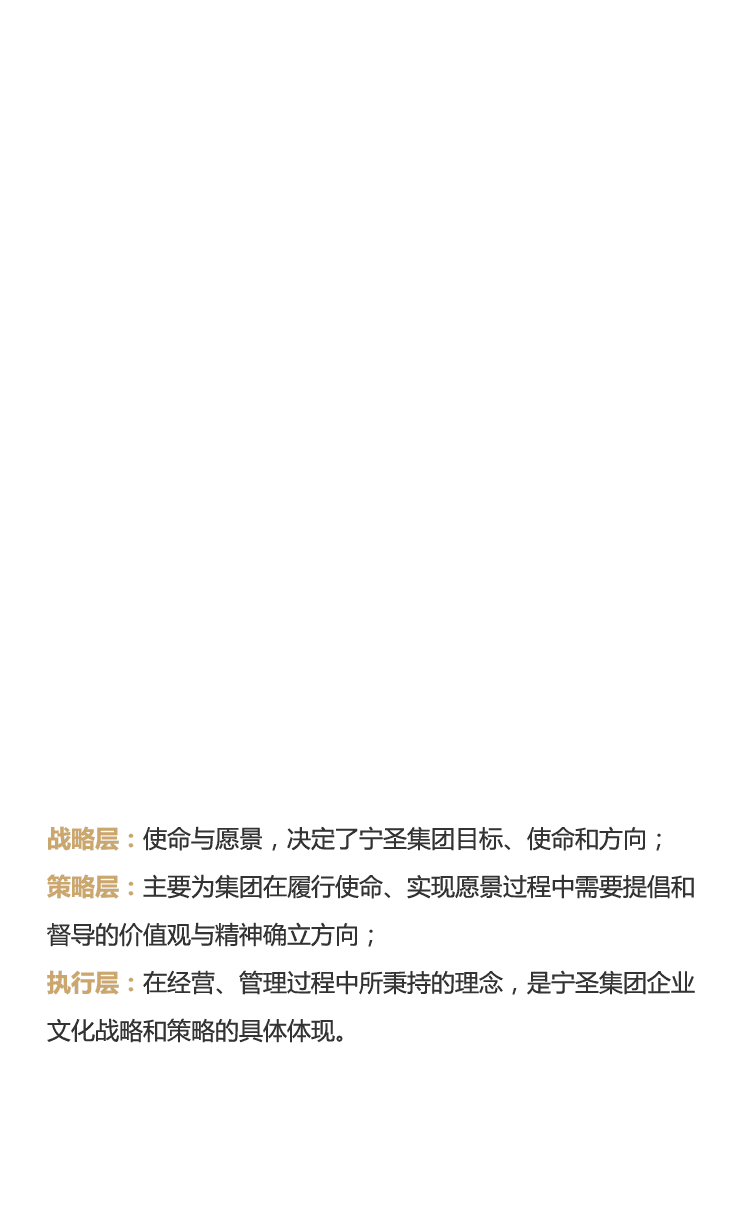 战略层：使命与愿景，决定了宁圣集团目标、使命和方向；
策略层：主要为集团在履行使命、实现愿景过程中需要提倡和
督导的价值观与精神确立方向；
执行层：在经营、管理过程中所秉持的理念，是宁圣集团企业
文化战略和策略的具体体现。